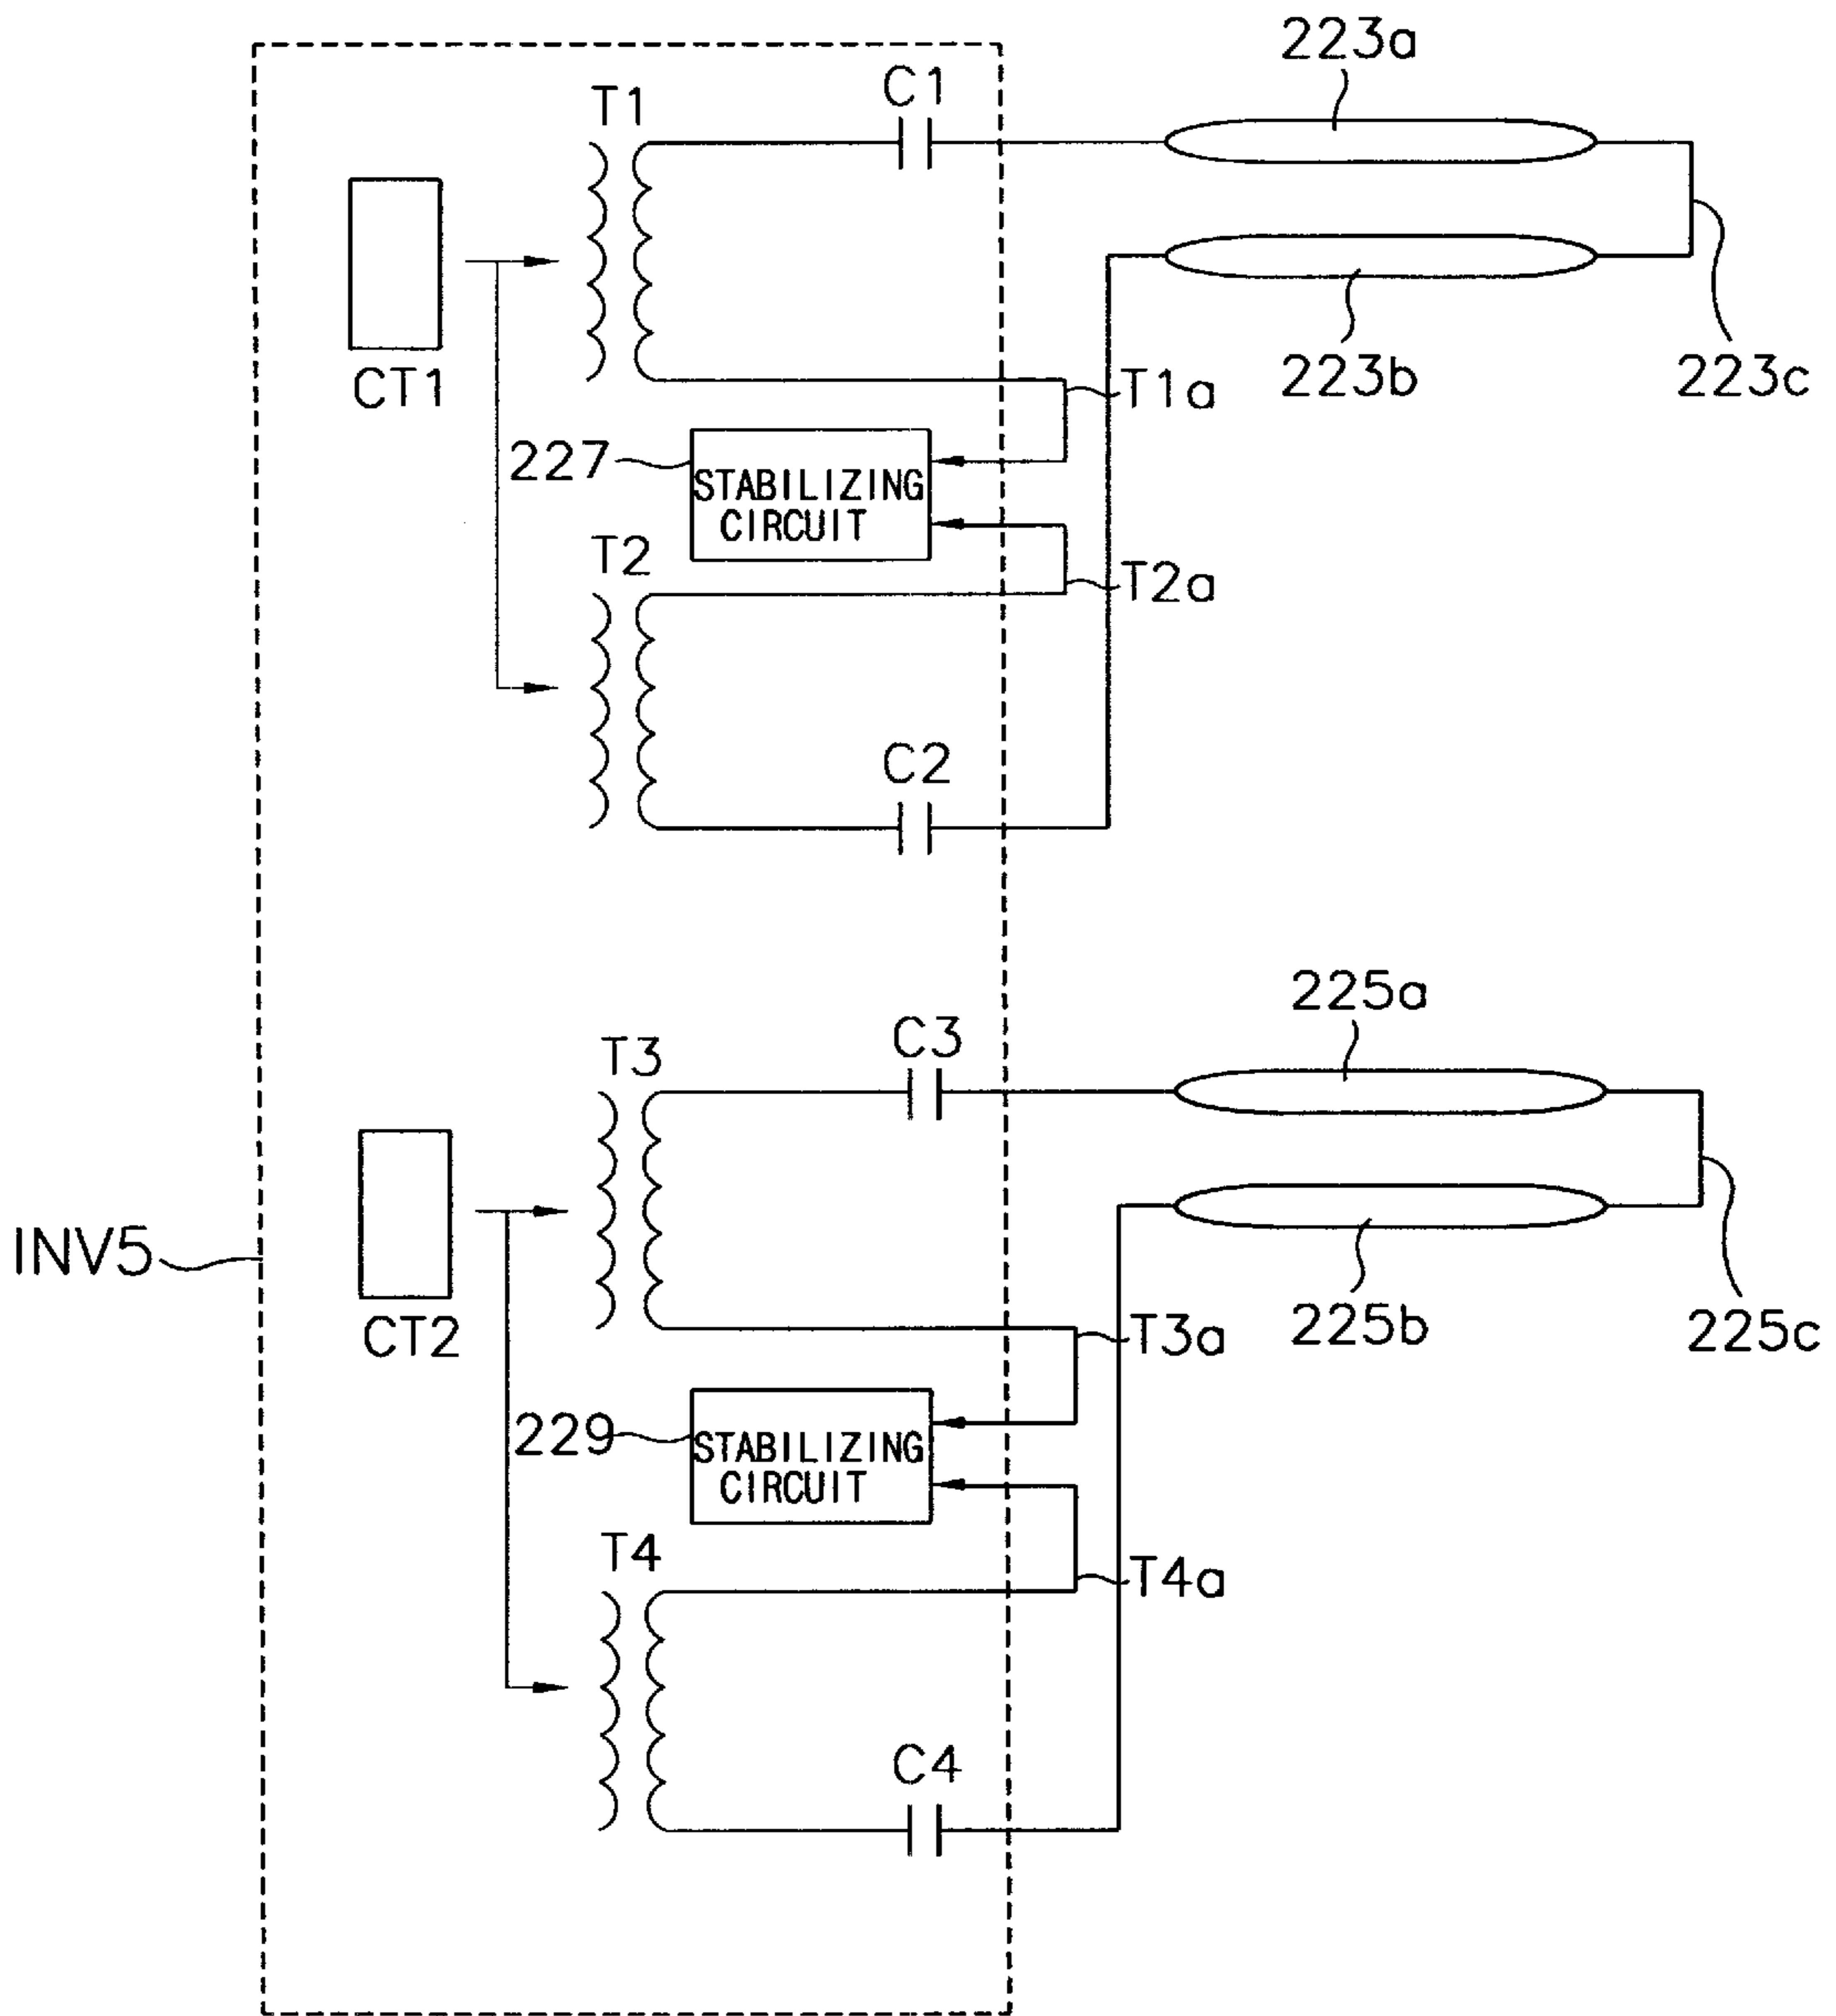 223a
C1
T1
CT1
223b
223c
T1a
227
STABILIZING
CIRCUIT
T2
T2a
C2
225a
C3
T3
INV5
CT2
225b
225c
T3a
229
STABILIZING
CIRCUIT
T4
T4a
C4